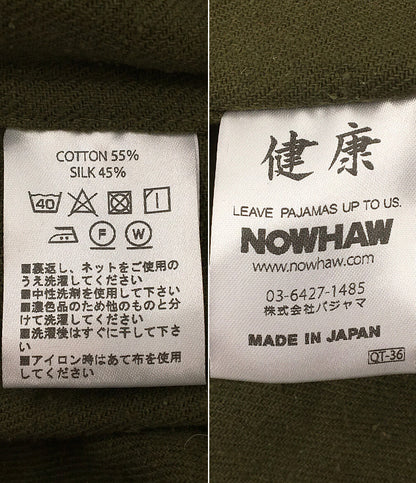 COTTON 55%
SILK 45%
40
F W
■裏返し、ネットをご使用の
うえ洗濯してください
■中性洗剤を使用して下さい
■濃色品のため他のものと分
けて洗濯してください
■洗濯後はすぐに干して下さ
い
■アイロン時はあて布を使用
してください
健康
LEAVE PAJAMAS UP TO US.
NOWHAW
www.nowhaw.com
03-6427-1485
株式会社パジャマ
MADE IN JAPAN
QT-36